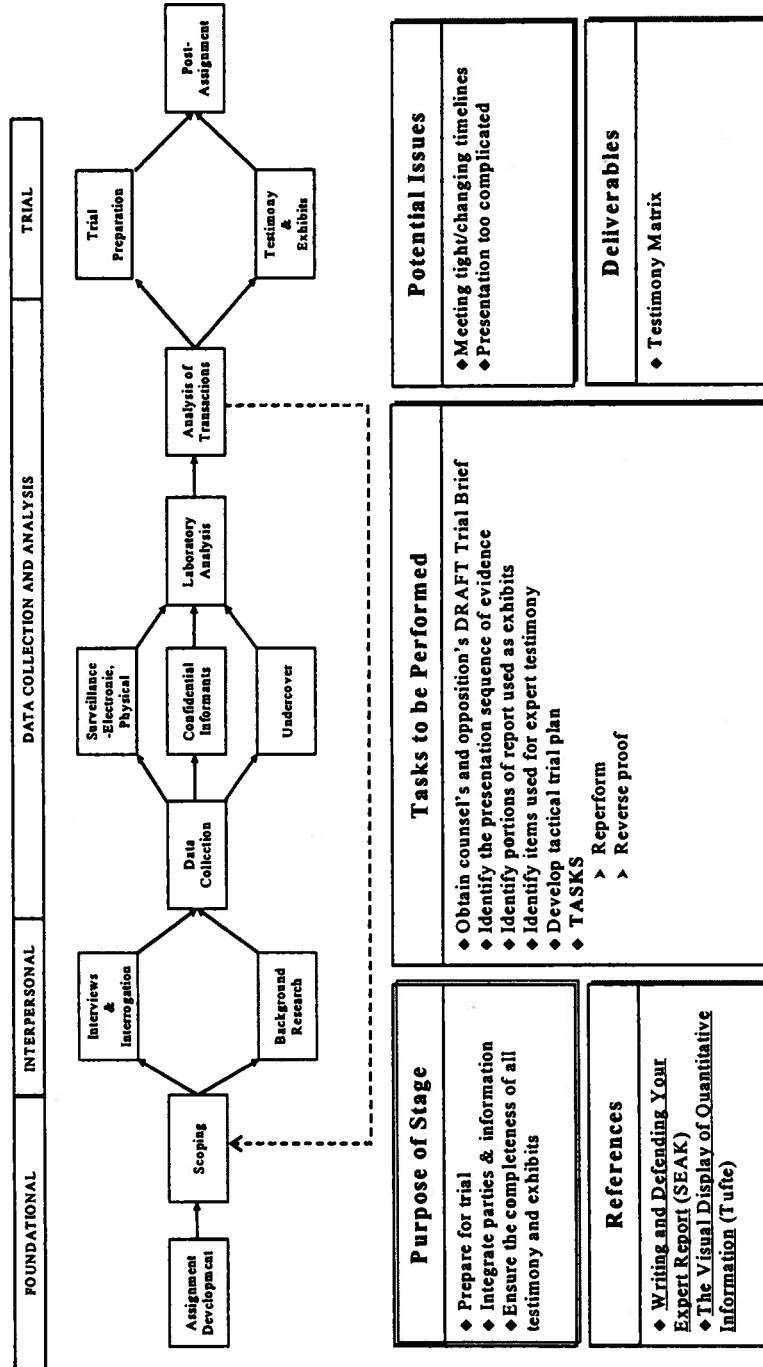 FOUNDATIONAL
INTERPERSONAL
DATA COLLECTION AND ANALYSIS
TRIAL
Assignment
Development
Scoping
Interviews
&
Interrogation
Background
Research
Data
Collection
Surveillance
-Electronic,
Physical
Confidential
Informants
Undercover
Laboratory
Analysis
Analysis of
Transactions
Trial
Preparation
Testimony
&
Exhibits
Post-
Assignment
Purpose of Stage
◆ Prepare for trial
◆ Integrate parties & information
◆ Ensure the completeness of all
testimony and exhibits
References
◆ Writing and Defending Your
Expert Report (SEAK)
◆ The Visual Display of Quantitative
Information (Tufte)
Tasks to be Performed
◆ Obtain counsel's and opposition's DRAFT Trial Brief
◆ Identify the presentation sequence of evidence
◆ Identify portions of report used as exhibits
◆ Identify items used for expert testimony
◆ Develop tactical trial plan
◆ TASKS
➢ Reperform
➢ Reverse proof
Potential Issues
◆ Meeting tight/changing timelines
◆ Presentation too complicated
Deliverables
◆ Testimony Matrix